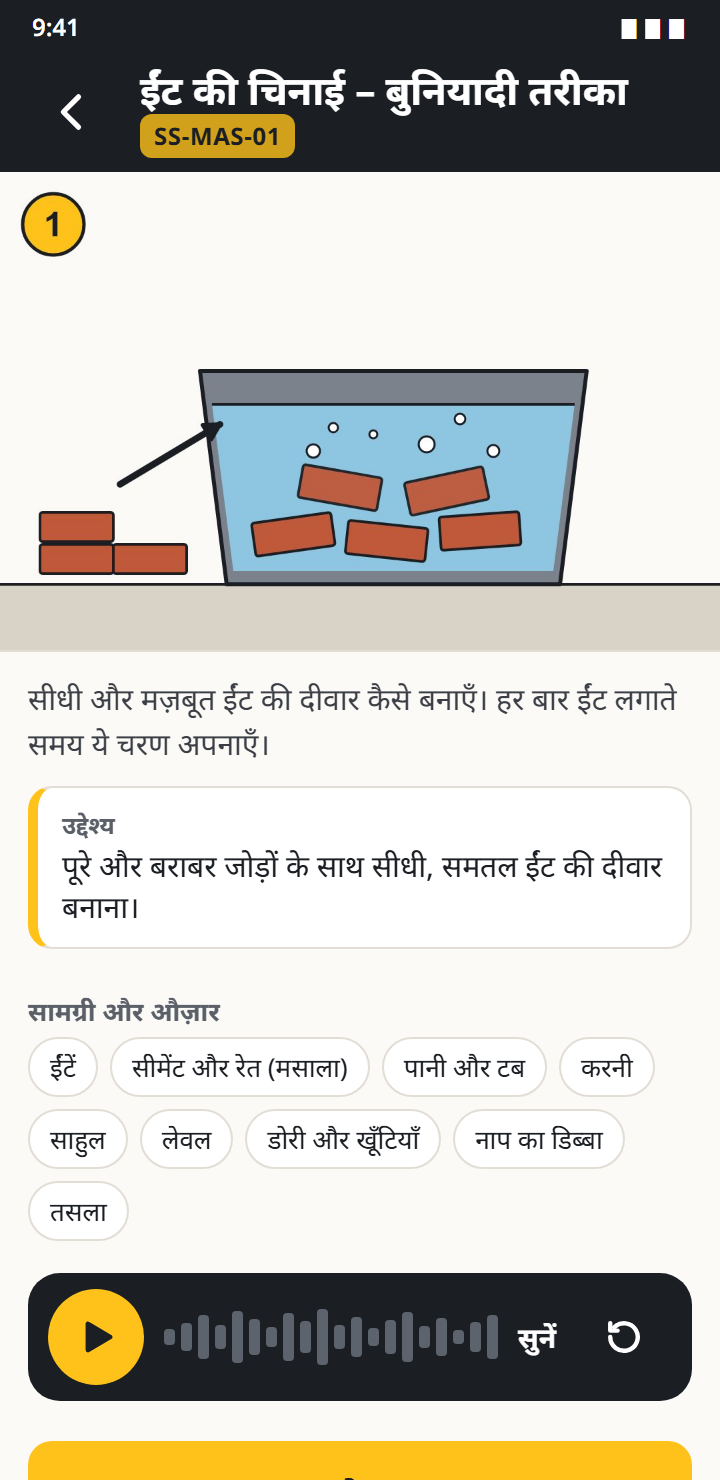 9:41
ईंट की चिनाई – बुनियादी तरीका
SS-MAS-01
1
सीधी और मज़बूत ईंट की दीवार कैसे बनाएँ। हर बार ईंट लगाते
समय ये चरण अपनाएँ।
उद्देश्य
पूरे और बराबर जोड़ों के साथ सीधी, समतल ईंट की दीवार
बनाना।
सामग्री और औज़ार
ईंटें
सीमेंट और रेत (मसाला)
पानी और टब
करनी
साहुल
लेवल
डोरी और खूँटियाँ
नाप का डिब्बा
तसला
सुनें